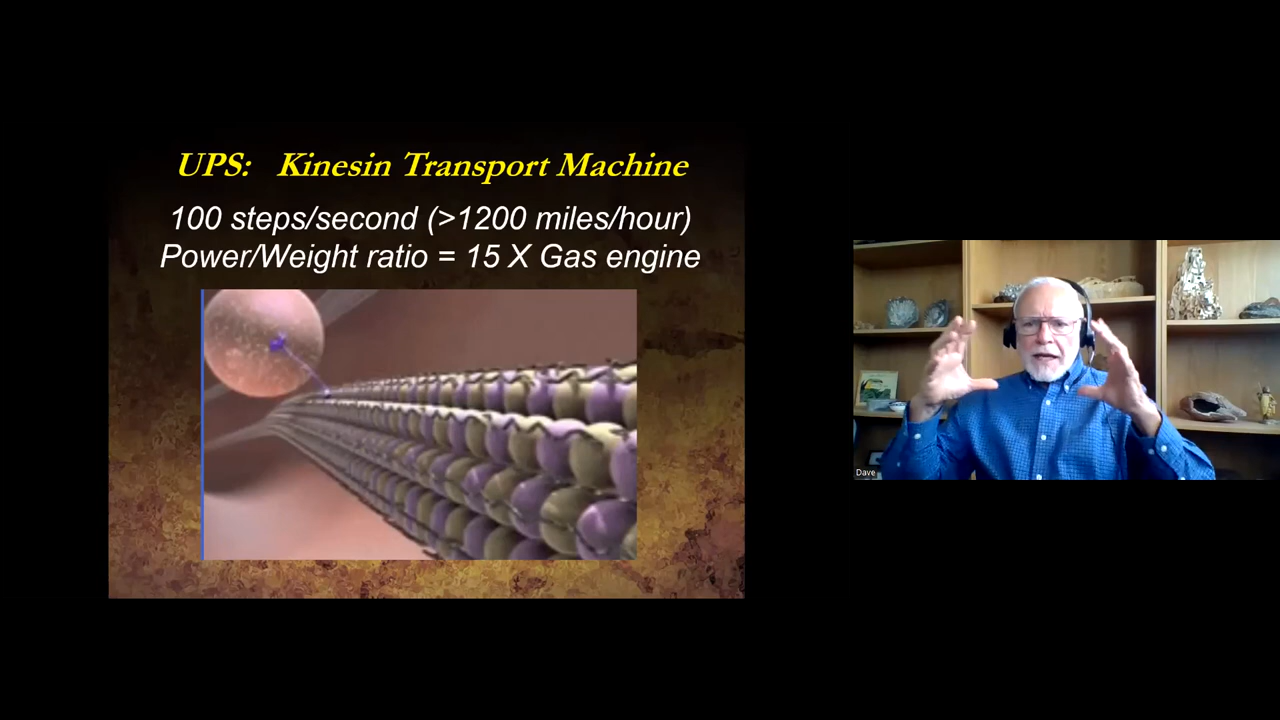 UPS: Kinesin Transport Machine
100 steps/second (>1200 miles/hour)
Power/Weight ratio = 15 X Gas engine
Dave